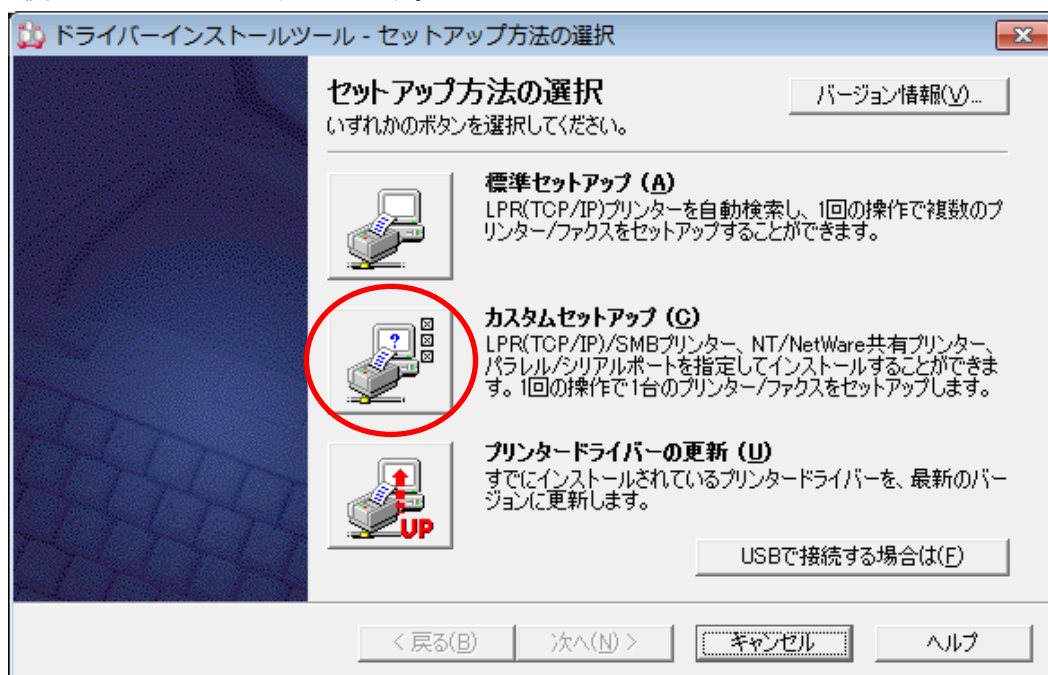 ドライバーインストールツール - セットアップ方法の選択
セットアップ方法の選択
バージョン情報(V)...
いずれかのボタンを選択してください。
標準セットアップ (A)
LPR(TCP/IP)プリンターを自動検索し、1回の操作で複数のプ
リンター/ファクスをセットアップすることができます。
カスタムセットアップ (C)
LPR(TCP/IP)/SMBプリンター、NT/NetWare共有プリンター、
パラレル/シリアルポートを指定してインストールすることができま
す。1回の操作で1台のプリンター/ファクスをセットアップします。
プリンタードライバーの更新 (U)
すでにインストールされているプリンタードライバーを、最新のバー
ジョンに更新します。
UP
USBで接続する場合は(F)
< 戻る(B)
次へ(N) >
キャンセル
ヘルプ